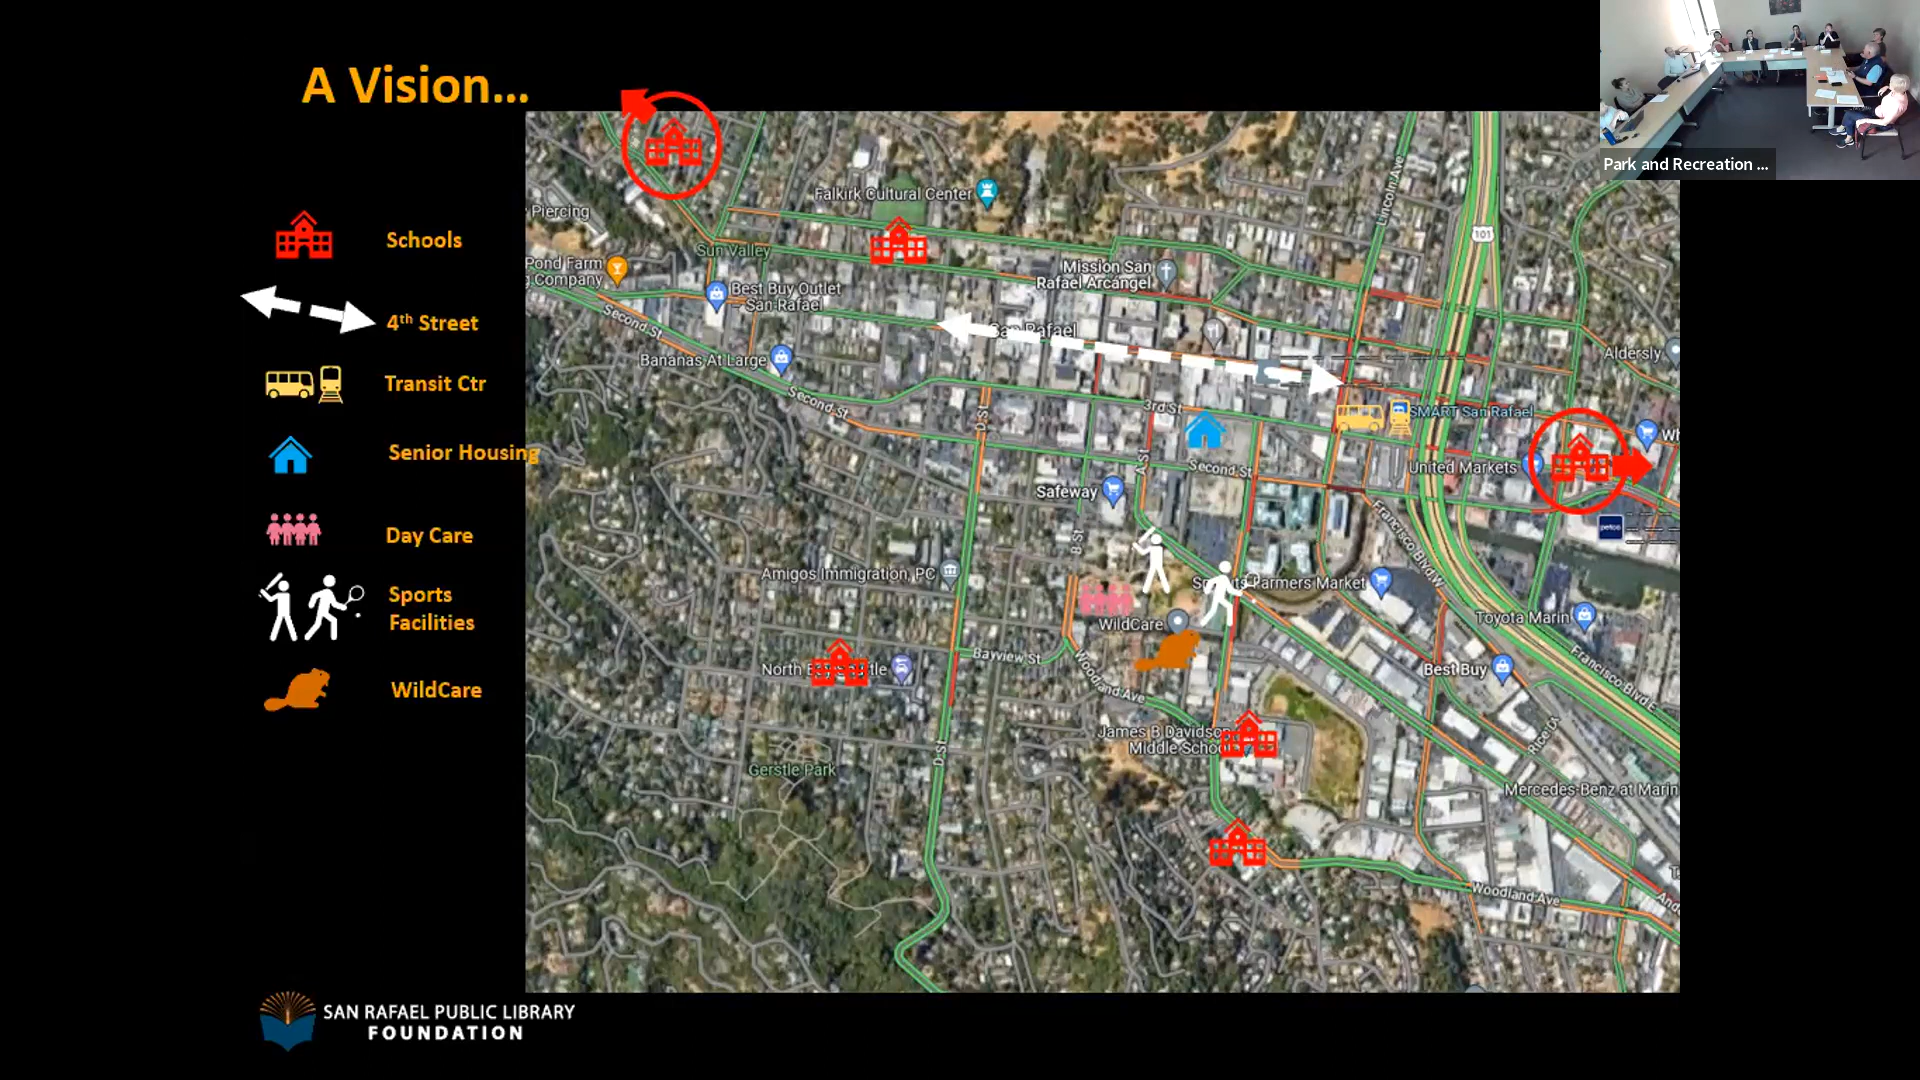 A Vision...
Schools
4th Street
Transit Ctr
Senior Housing
Day Care
Sports
Facilities
WildCare
SAN RAFAEL PUBLIC LIBRARY
FOUNDATION
Park and Recreation ...
Piercing
Falkirk Cultural Center
Lincoln Ave
101
Sun Valley
Pond Farm
g Company
Mission San
Rafael Arcángel
Best Buy Outlet
San Rafael
Second St
San Rafael
Bananas At Large
Aldersly
Second St
D St
3rd St
SMART San Rafael
Wh
A St
Second St
United Markets
Safeway
petco
B St
Francisco Blvd W
Amigos Immigration, PC
Farmers Market
WildCare
Toyota Marin
Bayview St
North Bay
Woodland Ave
Best Buy
Francisco Blvd E
D St
James B Davidson
Middle School
Rice Dr
Gerstle Park
Mercedes-Benz at Marin
Woodland Ave